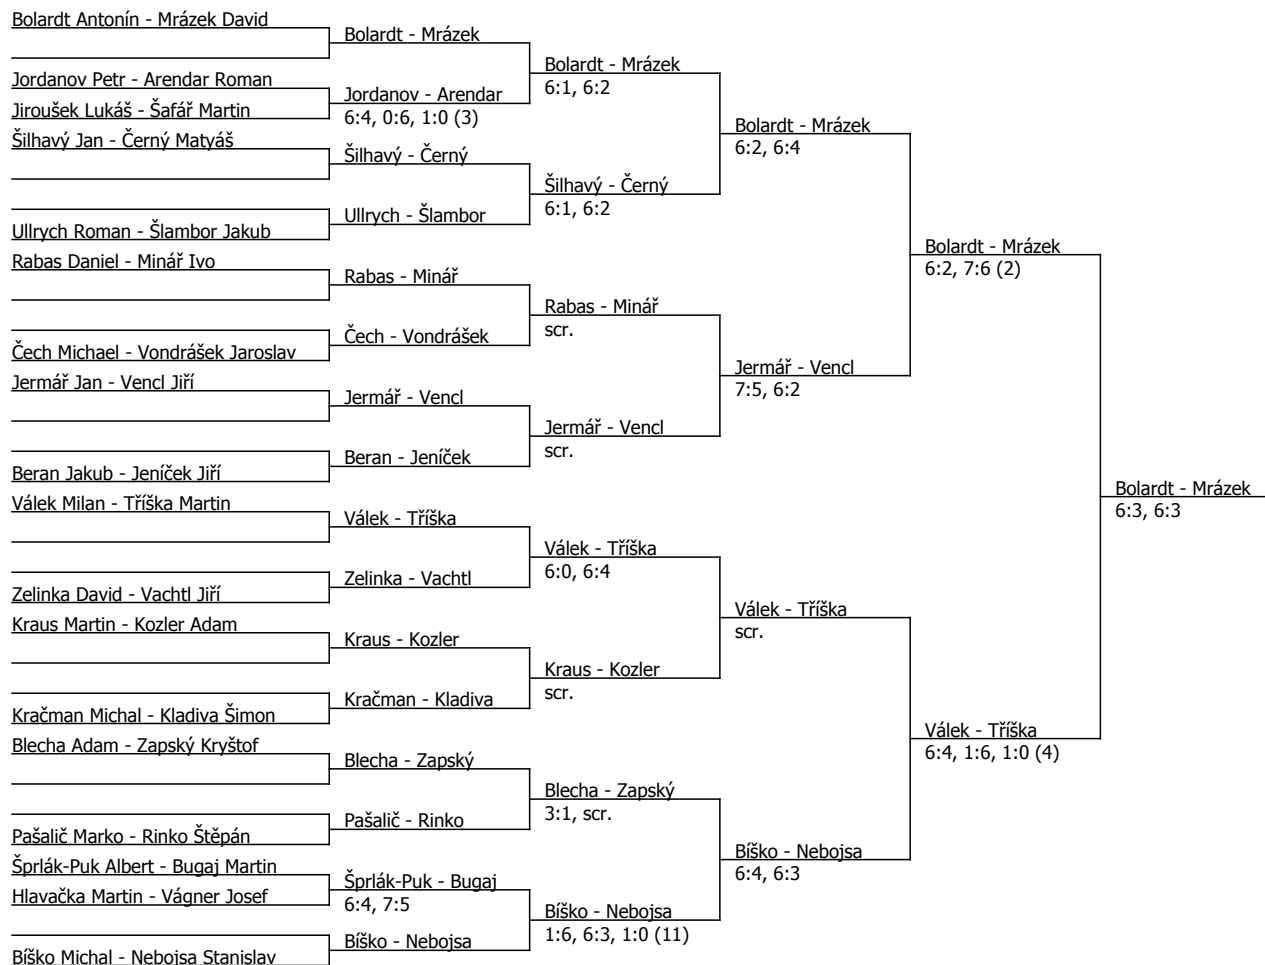 Bolardt Antonín - Mrázek David
Jordanov Petr - Arendar Roman
Jiroušek Lukáš - Šafář Martin
Šilhavý Jan - Černý Matyáš
Ullrych Roman - Šlambor Jakub
Rabas Daniel - Minář Ivo
Čech Michael - Vondrášek Jaroslav
Jermář Jan - Vencl Jiří
Beran Jakub - Jeníček Jiří
Válek Milan - Tříška Martin
Zelinka David - Vachtl Jiří
Kraus Martin - Kozler Adam
Kračman Michal - Kladiva Šimon
Blecha Adam - Zapský Kryštof
Pašalič Marko - Rinko Štěpán
Šprlák-Puk Albert - Bugaj Martin
Hlavačka Martin - Vágner Josef
Bíško Michal - Nebojsa Stanislav
Bolardt - Mrázek
Jordanov - Arendar
6:4, 0:6, 1:0 (3)
Šilhavý - Černý
Ullrych - Šlambor
Rabas - Minář
Čech - Vondrášek
Jermář - Vencl
Beran - Jeníček
Válek - Tříška
Zelinka - Vachtl
Kraus - Kozler
Kračman - Kladiva
Blecha - Zapský
Pašalič - Rinko
Šprlák-Puk - Bugaj
6:4, 7:5
Bíško - Nebojsa
Bolardt - Mrázek
6:1, 6:2
Šilhavý - Černý
6:1, 6:2
Rabas - Minář
scr.
Jermář - Vencl
scr.
Válek - Tříška
6:0, 6:4
Kraus - Kozler
scr.
Blecha - Zapský
3:1, scr.
Bíško - Nebojsa
1:6, 6:3, 1:0 (11)
Bolardt - Mrázek
6:2, 6:4
Jermář - Vencl
7:5, 6:2
Válek - Tříška
scr.
Bíško - Nebojsa
6:4, 6:3
Bolardt - Mrázek
6:2, 7:6 (2)
Válek - Tříška
6:4, 1:6, 1:0 (4)
Bolardt - Mrázek
6:3, 6:3